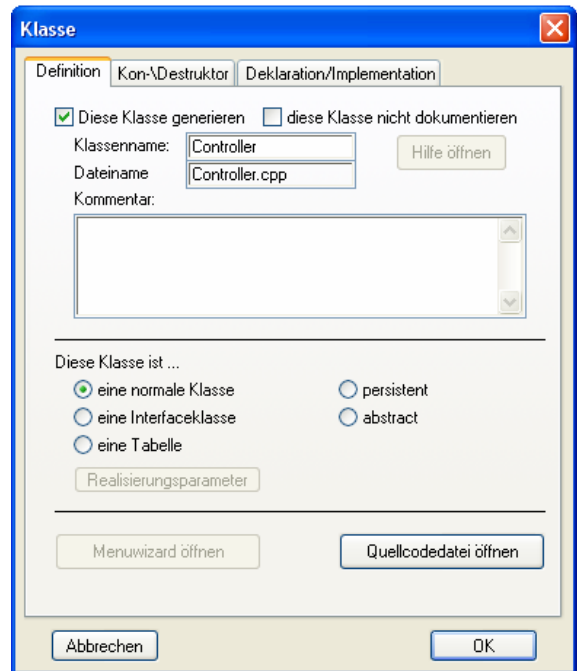 Klasse
Definition Kon-\Destruktor Deklaration/Implementation
Diese Klasse generieren diese Klasse nicht dokumentieren
Klassenname: Controller Hilfe öffnen
Dateiname Controller.cpp
Kommentar:
Diese Klasse ist ...
eine normale Klasse persistent
eine Interfaceklasse abstract
eine Tabelle
Realisierungsparameter
Menuwizard öffnen Quellcodedatei öffnen
Abbrechen OK